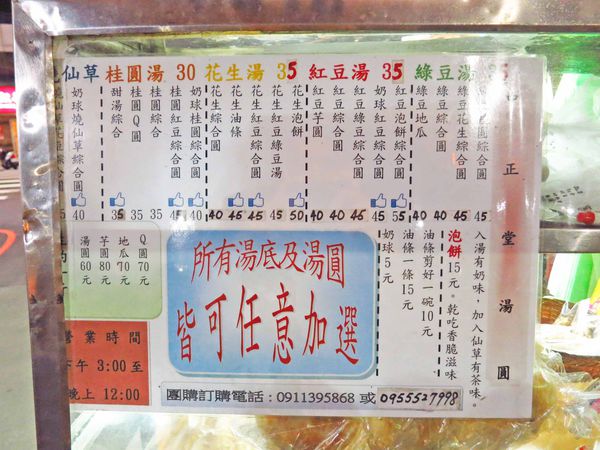 仙草 桂圓湯 30 花生湯 35 紅豆湯 35 綠豆湯
奶球燒仙草綜合圓 40
甜湯綜合 35
桂圓Q圓 35
桂圓綜合 35
桂圓紅豆綜合圓 45
奶球桂圓綜合圓 40
花生綜合圓 40
花生油條 45
花生紅豆綜合圓 45
花生紅豆綠豆湯 45
花生泡餅 50
紅豆芋圓 40
紅豆綜合圓 40
紅豆綠豆綜合圓 45
奶球紅豆綜合圓 45
紅豆泡餅綜合圓 55
綠豆地瓜 40
綠豆綜合圓 40
綠豆花生綜合圓 45
45
正堂湯圓
湯圓 60元
芋圓 80元
地瓜 70元
Q圓 70元
所有湯底及湯圓
皆可任意加選
奶球 5元
油條一條 15元
油條剪好一碗 10元
泡餅 15元。乾吃香脆滋味
入湯有奶味，加入仙草有茶味。
營業時間
下午 3:00 至
晚上 12:00
團購訂購電話：0911395868 或 0955527998